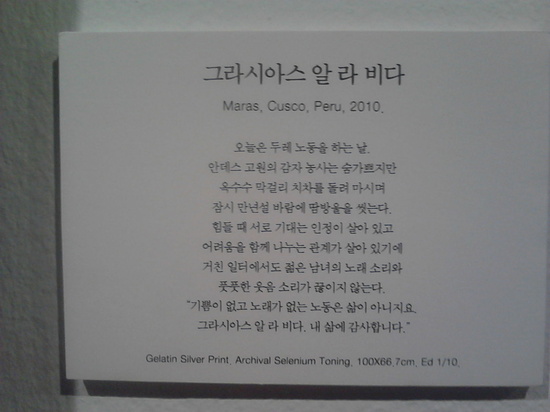 그라시아스 알 라 비다
Maras, Cusco, Peru, 2010.
오늘은 두레 노동을 하는 날.
안데스 고원의 감자 농사는 숨가쁘지만
옥수수 막걸리 치차를 돌려 마시며
잠시 만년설 바람에 땀방울을 씻는다.
힘들 때 서로 기대는 인정이 살아 있고
어려움을 함께 나누는 관계가 살아 있기에
거친 일터에서도 젊은 남녀의 노래 소리와
풋풋한 웃음 소리가 끊이지 않는다.
“기쁨이 없고 노래가 없는 노동은 삶이 아니지요.
그라시아스 알 라 비다. 내 삶에 감사합니다.”
Gelatin Silver Print, Archival Selenium Toning, 100X66.7cm, Ed 1/10.